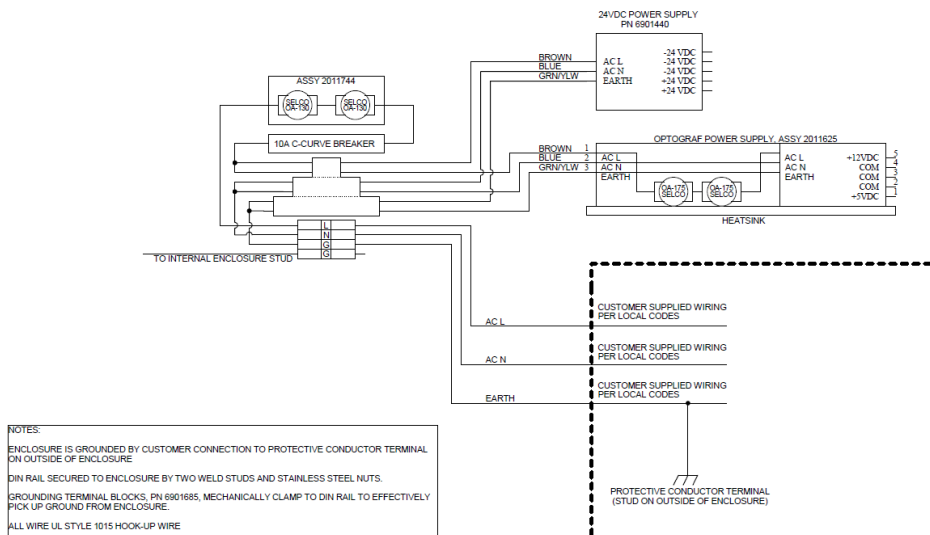 24VDC POWER SUPPLY
PN 6901440
BROWN
BLUE
GRN/YLW
AC L
AC N
EARTH
-24 VDC
-24 VDC
-24 VDC
+24 VDC
+24 VDC
ASSY 2011744
SELCO
OA-130
SELCO
OA-130
10A C-CURVE BREAKER
OPTOGRAF POWER SUPPLY, ASSY 2011625
BROWN 1
BLUE 2
GRN/YLW 3
AC L
AC N
EARTH
OA-175
SELCO
OA-175
SELCO
AC L
AC N
EARTH
+12VDC 5
COM 4
COM 3
COM 2
+5VDC 1
HEATSINK
L
N
G
G
TO INTERNAL ENCLOSURE STUD
AC L
CUSTOMER SUPPLIED WIRING
PER LOCAL CODES
AC N
CUSTOMER SUPPLIED WIRING
PER LOCAL CODES
EARTH
CUSTOMER SUPPLIED WIRING
PER LOCAL CODES
PROTECTIVE CONDUCTOR TERMINAL
(STUD ON OUTSIDE OF ENCLOSURE)
NOTES:
ENCLOSURE IS GROUNDED BY CUSTOMER CONNECTION TO PROTECTIVE CONDUCTOR TERMINAL
ON OUTSIDE OF ENCLOSURE
DIN RAIL SECURED TO ENCLOSURE BY TWO WELD STUDS AND STAINLESS STEEL NUTS.
GROUNDING TERMINAL BLOCKS, PN 6901685, MECHANICALLY CLAMP TO DIN RAIL TO EFFECTIVELY
PICK UP GROUND FROM ENCLOSURE.
ALL WIRE UL STYLE 1015 HOOK-UP WIRE